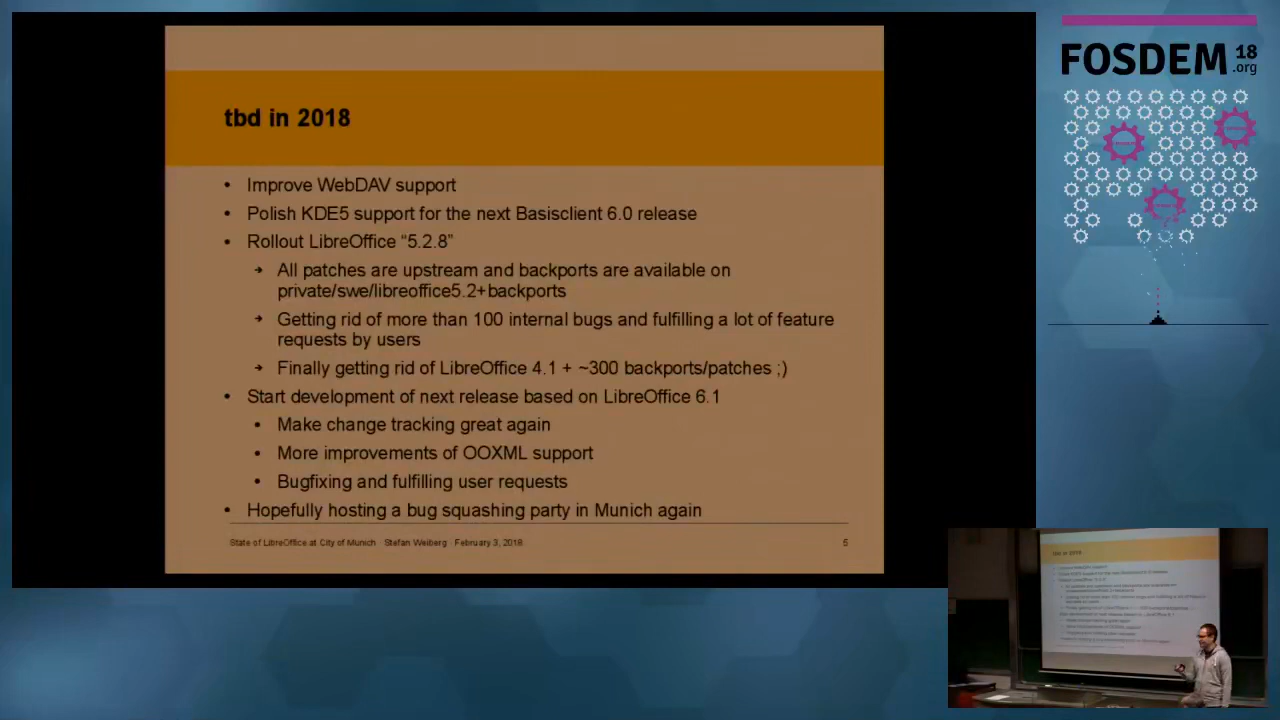 tbd in 2018
• Improve WebDAV support
• Polish KDE5 support for the next Basisclient 6.0 release
• Rollout LibreOffice “5.2.8”
➔ All patches are upstream and backports are available on
private/swe/libreoffice5.2+backports
➔ Getting rid of more than 100 internal bugs and fulfilling a lot of feature
requests by users
➔ Finally getting rid of LibreOffice 4.1 + ~300 backports/patches ;)
• Start development of next release based on LibreOffice 6.1
• Make change tracking great again
• More improvements of OOXML support
• Bugfixing and fulfilling user requests
• Hopefully hosting a bug squashing party in Munich again
State of LibreOffice at City of Munich · Stefan Weiberg · February 3, 2018
5
FOSDEM 18
.org
tbd in 2018